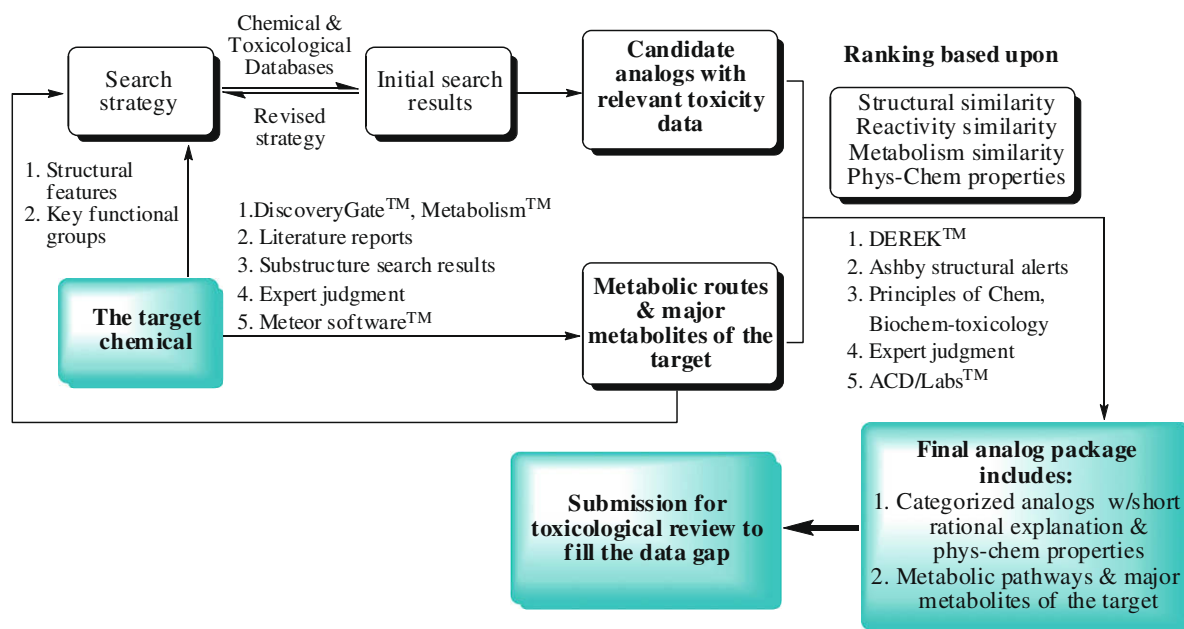 Search
strategy
Chemical &
Toxicological
Databases
Revised
strategy
Initial search
results
Candidate
analogs with
relevant toxicity
data
Ranking based upon
Structural similarity
Reactivity similarity
Metabolism similarity
Phys-Chem properties
1. Structural
features
2. Key functional
groups
1.DiscoveryGate™, Metabolism™
2. Literature reports
3. Substructure search results
4. Expert judgment
5. Meteor software™
The target
chemical
Metabolic routes
& major
metabolites of the
target
1. DEREK™
2. Ashby structural alerts
3. Principles of Chem,
Biochem-toxicology
4. Expert judgment
5. ACD/Labs™
Final analog package
includes:
1. Categorized analogs w/short
rational explanation &
phys-chem properties
2. Metabolic pathways & major
metabolites of the target
Submission for
toxicological review to
fill the data gap